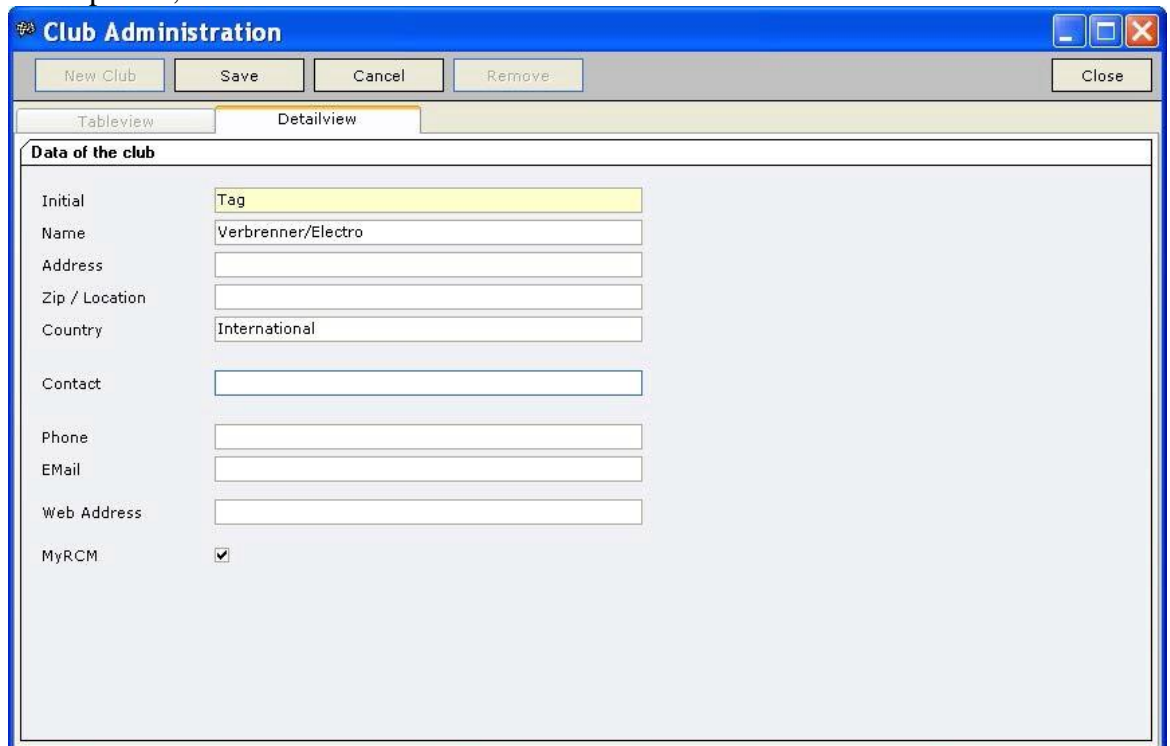 Club Administration
New Club Save Cancel Remove Close
Tableview Detailview
Data of the club
Initial Tag
Name Verbrenner/Electro
Address
Zip / Location
Country International
Contact
Phone
EMail
Web Address
MyRCM